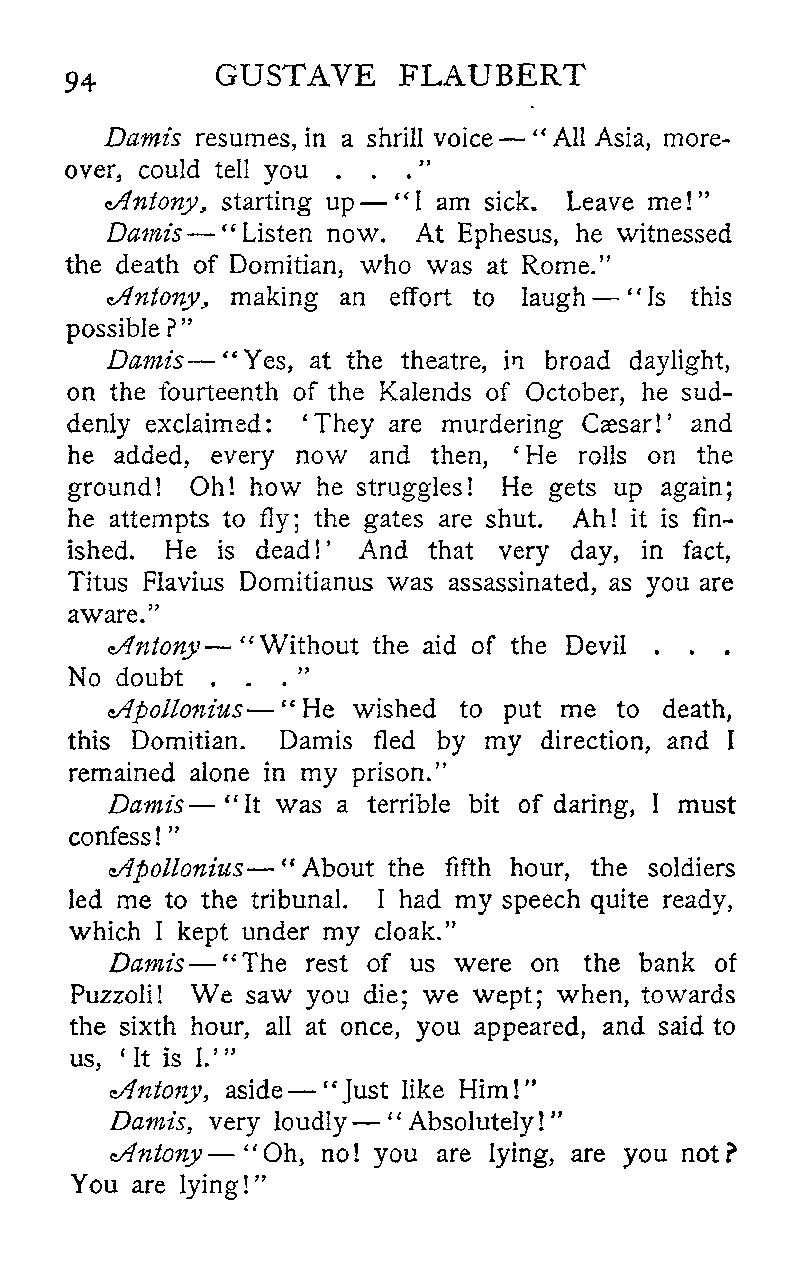 94 GUSTAVE FLAUBERT
Damis resumes, in a shrill voice — “All Asia, more-
over, could tell you . . .”
Antony, starting up — “I am sick. Leave me!”
Damis — “Listen now. At Ephesus, he witnessed
the death of Domitian, who was at Rome.”
Antony, making an effort to laugh — “Is this
possible?”
Damis — “Yes, at the theatre, in broad daylight,
on the fourteenth of the Kalends of October, he sud-
denly exclaimed: ‘They are murdering Cæsar!’ and
he added, every now and then, ‘He rolls on the
ground! Oh! how he struggles! He gets up again;
he attempts to fly; the gates are shut. Ah! it is fin-
ished. He is dead!’ And that very day, in fact,
Titus Flavius Domitianus was assassinated, as you are
aware.”
Antony — “Without the aid of the Devil . . .
No doubt . . .”
Apollonius — “He wished to put me to death,
this Domitian. Damis fled by my direction, and I
remained alone in my prison.”
Damis — “It was a terrible bit of daring, I must
confess!”
Apollonius — “About the fifth hour, the soldiers
led me to the tribunal. I had my speech quite ready,
which I kept under my cloak.”
Damis — “The rest of us were on the bank of
Puzzoli! We saw you die; we wept; when, towards
the sixth hour, all at once, you appeared, and said to
us, ‘It is I.’”
Antony, aside — “Just like Him!”
Damis, very loudly — “Absolutely!”
Antony — “Oh, no! you are lying, are you not?
You are lying!”